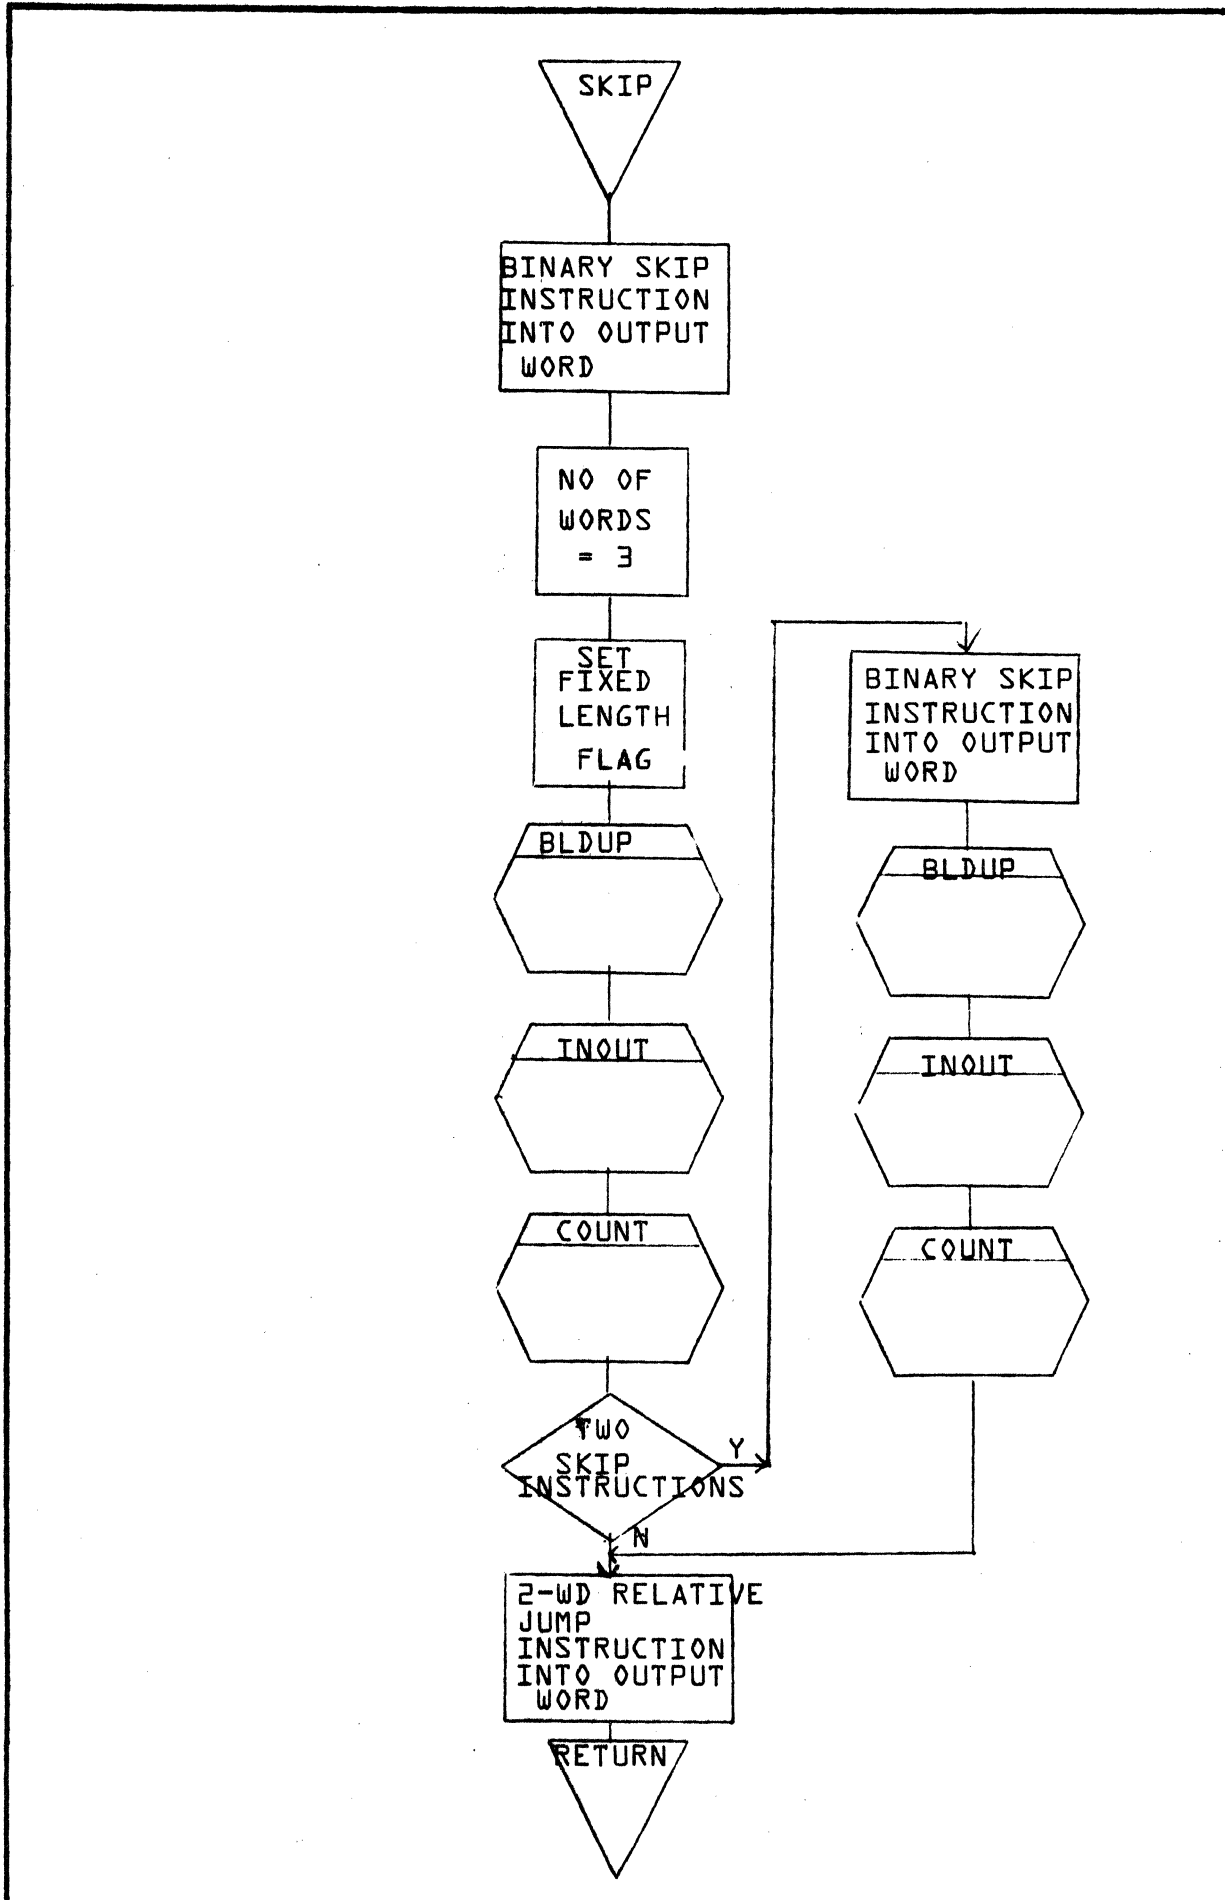 SKIP
BINARY SKIP
INSTRUCTION
INTO OUTPUT
WORD
NO OF
WORDS
= 3
SET
FIXED
LENGTH
FLAG
BLDUP
INOUT
COUNT
TWO
SKIP
INSTRUCTIONS
Y
N
BINARY SKIP
INSTRUCTION
INTO OUTPUT
WORD
BLDUP
INOUT
COUNT
2-WD RELATIVE
JUMP
INSTRUCTION
INTO OUTPUT
WORD
RETURN